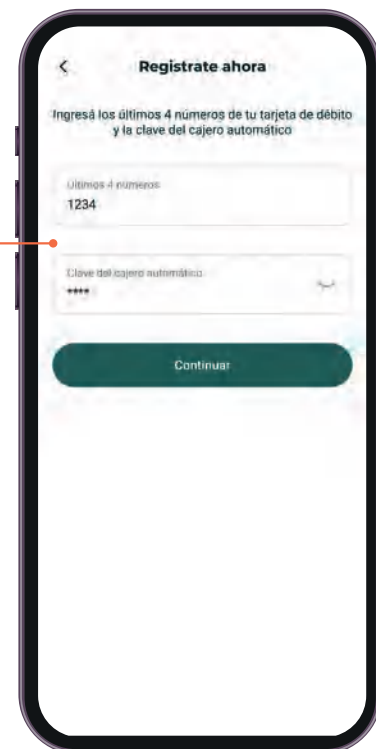 Registrate ahora
Ingresá los últimos 4 números de tu tarjeta de débito
y la clave del cajero automático
Últimos 4 números
1234
Clave del cajero automático
****
Continuar